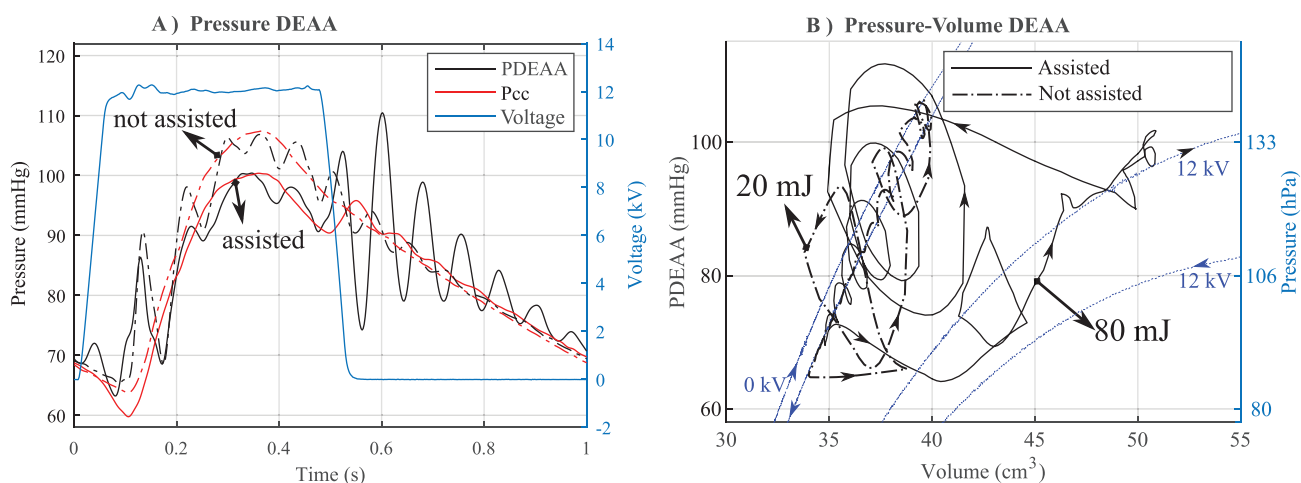 A ) Pressure DEAA
120
110
100
90
80
70
60
Pressure (mmHg)
0
0.2
0.4
0.6
0.8
1
Time (s)
14
12
10
8
6
4
2
0
-2
Voltage (kV)
PDEAA
Pcc
Voltage
not assisted
assisted
B ) Pressure-Volume DEAA
100
80
60
PDEAA (mmHg)
30
35
40
45
50
55
Volume (cm³)
133
106
80
Pressure (hPa)
Assisted
Not assisted
20 mJ
80 mJ
0 kV
12 kV
12 kV